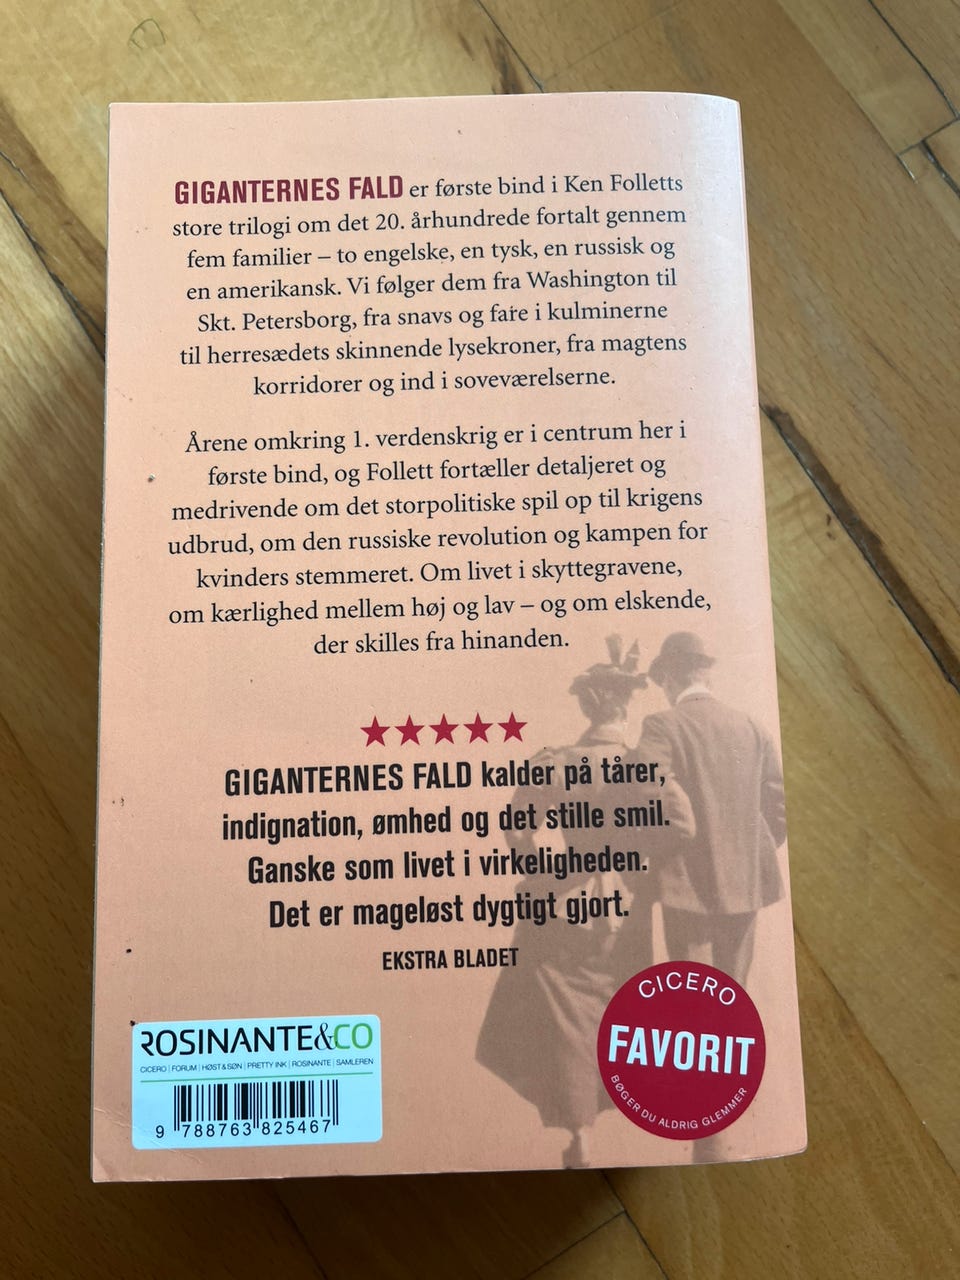 GIGANTERNES FALD er første bind i Ken Folletts
store trilogi om det 20. århundrede fortalt gennem
fem familier – to engelske, en tysk, en russisk og
en amerikansk. Vi følger dem fra Washington til
Skt. Petersborg, fra snavs og fare i kulminerne
til herresædets skinnende lysekroner, fra magtens
korridorer og ind i soveværelserne.
Årene omkring 1. verdenskrig er i centrum her i
første bind, og Follett fortæller detaljeret og
medrivende om det storpolitiske spil op til krigens
udbrud, om den russiske revolution og kampen for
kvinders stemmeret. Om livet i skyttegravene,
om kærlighed mellem høj og lav – og om elskende,
der skilles fra hinanden.
GIGANTERNES FALD kalder på tårer,
indignation, ømhed og det stille smil.
Ganske som livet i virkeligheden.
Det er mageløst dygtigt gjort.
EKSTRA BLADET
ROSINANTE&CO
CICERO | FORUM | HØST & SØN | PRETTY INK | ROSINANTE | SAMLEREN
9 788763 825467
CICERO
FAVORIT
BØGER DU ALDRIG GLEMMER